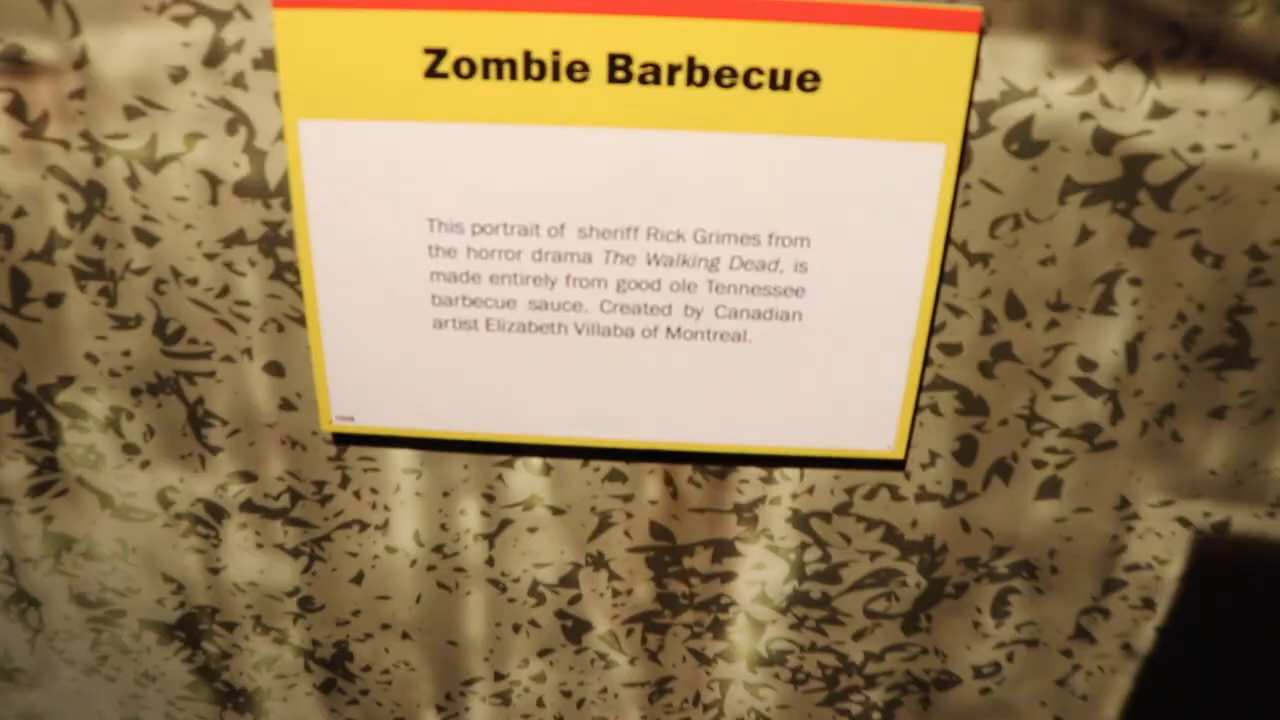 Zombie Barbecue
This portrait of sheriff Rick Grimes from
the horror drama The Walking Dead, is
made entirely from good ole Tennessee
barbecue sauce. Created by Canadian
artist Elizabeth Villaba of Montreal.